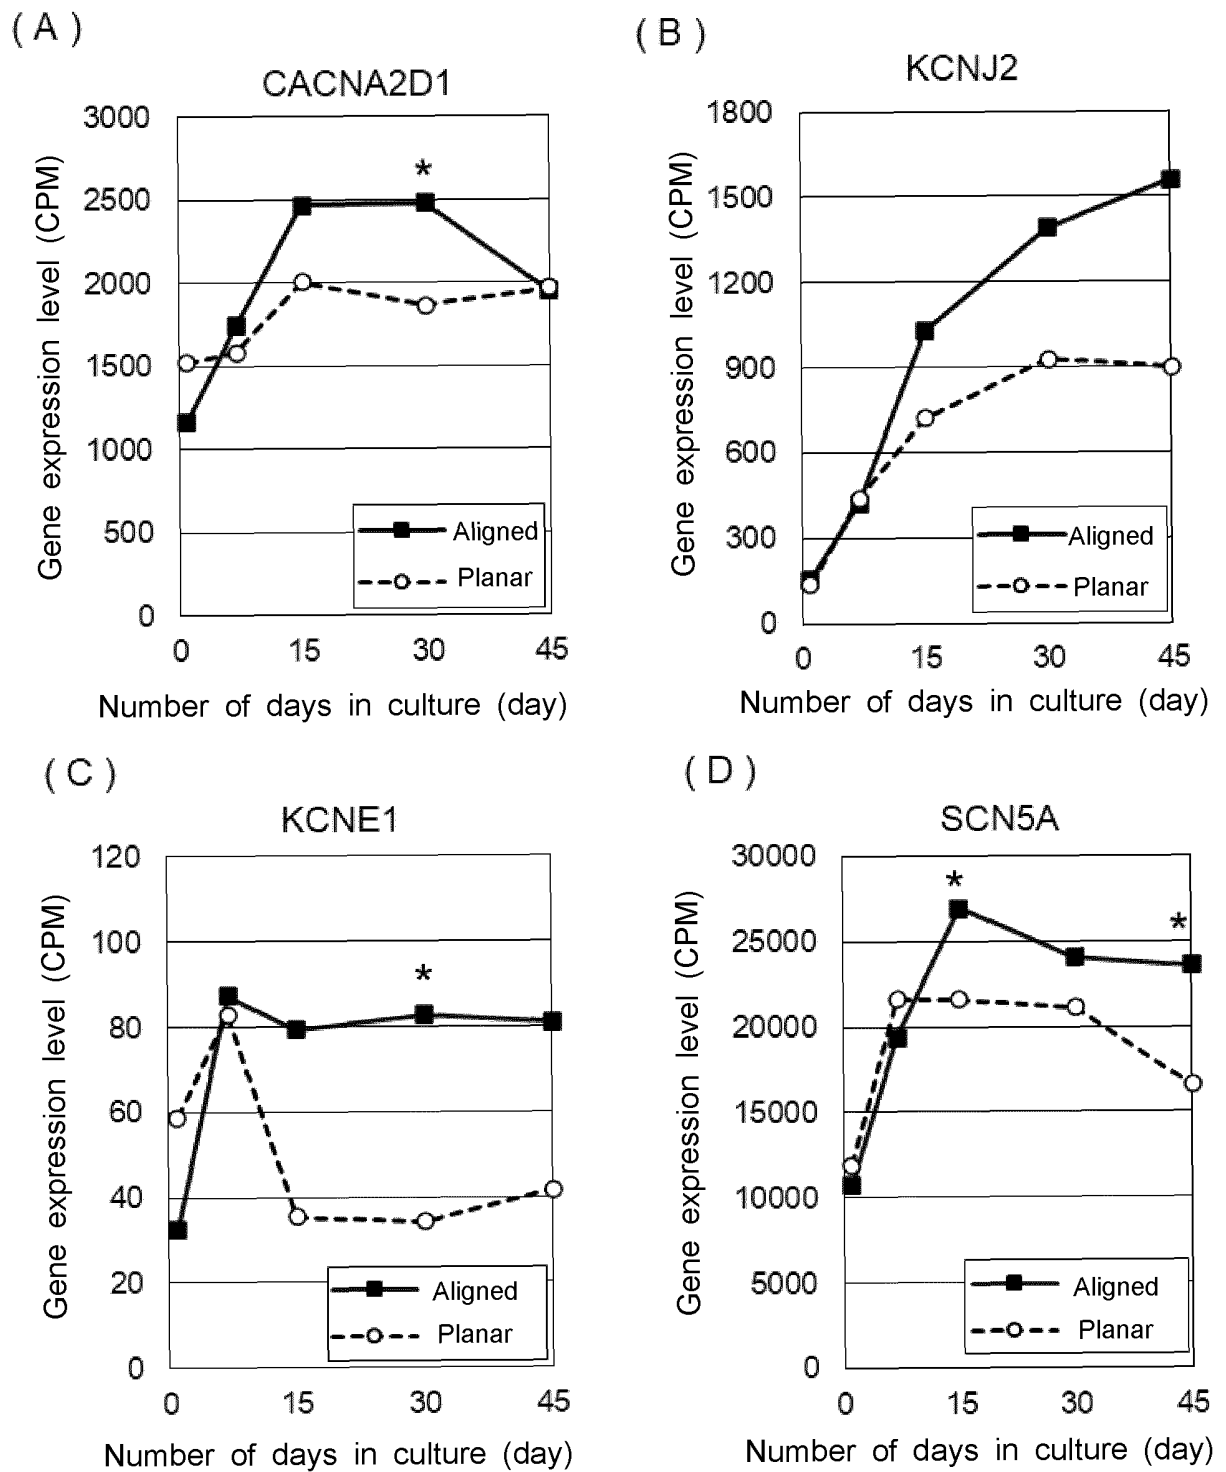 ( A )
CACNA2D1
Gene expression level (CPM)
3000
2500
2000
1500
1000
500
0
*
Aligned
Planar
0 15 30 45
Number of days in culture (day)
( B )
KCNJ2
Gene expression level (CPM)
1800
1500
1200
900
600
300
0
Aligned
Planar
0 15 30 45
Number of days in culture (day)
( C )
KCNE1
Gene expression level (CPM)
120
100
80
60
40
20
0
*
Aligned
Planar
0 15 30 45
Number of days in culture (day)
( D )
SCN5A
Gene expression level (CPM)
30000
25000
20000
15000
10000
5000
0
*
*
Aligned
Planar
0 15 30 45
Number of days in culture (day)